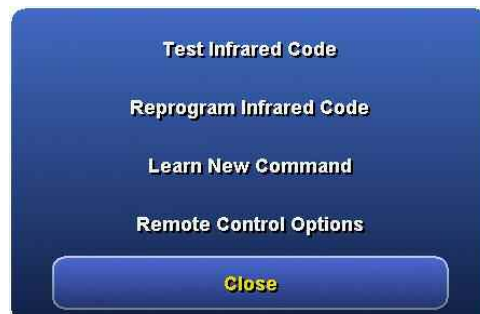 Test Infrared Code
Reprogram Infrared Code
Learn New Command
Remote Control Options
Close